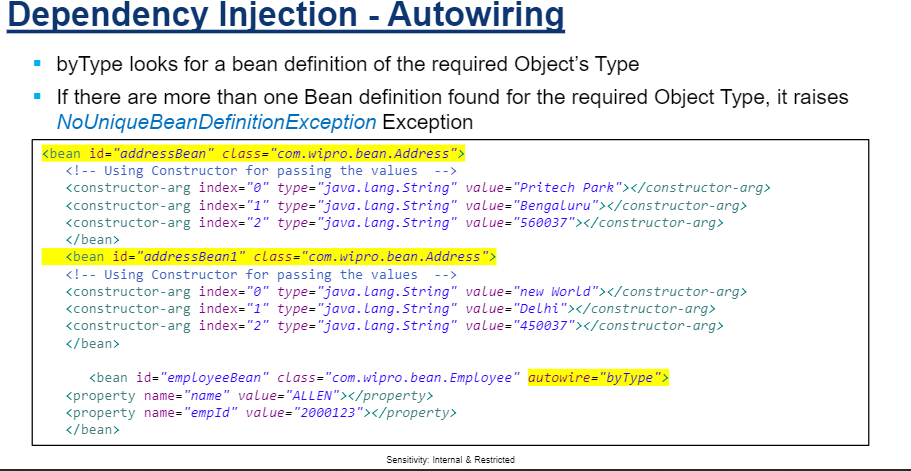 Dependency Injection - Autowiring
▪ byType looks for a bean definition of the required Object’s Type
▪ If there are more than one Bean definition found for the required Object Type, it raises
NoUniqueBeanDefinitionException Exception
<bean id="addressBean" class="com.wipro.bean.Address">
<!-- Using Constructor for passing the values  -->
<constructor-arg index="0" type="java.lang.String" value="Pritech Park"></constructor-arg>
<constructor-arg index="1" type="java.lang.String" value="Bengaluru"></constructor-arg>
<constructor-arg index="2" type="java.lang.String" value="560037"></constructor-arg>
</bean>
<bean id="addressBean1" class="com.wipro.bean.Address">
<!-- Using Constructor for passing the values  -->
<constructor-arg index="0" type="java.lang.String" value="new World"></constructor-arg>
<constructor-arg index="1" type="java.lang.String" value="Delhi"></constructor-arg>
<constructor-arg index="2" type="java.lang.String" value="450037"></constructor-arg>
</bean>
<bean id="employeeBean" class="com.wipro.bean.Employee" autowire="byType">
<property name="name" value="ALLEN"></property>
<property name="empId" value="2000123"></property>
</bean>
Sensitivity: Internal & Restricted